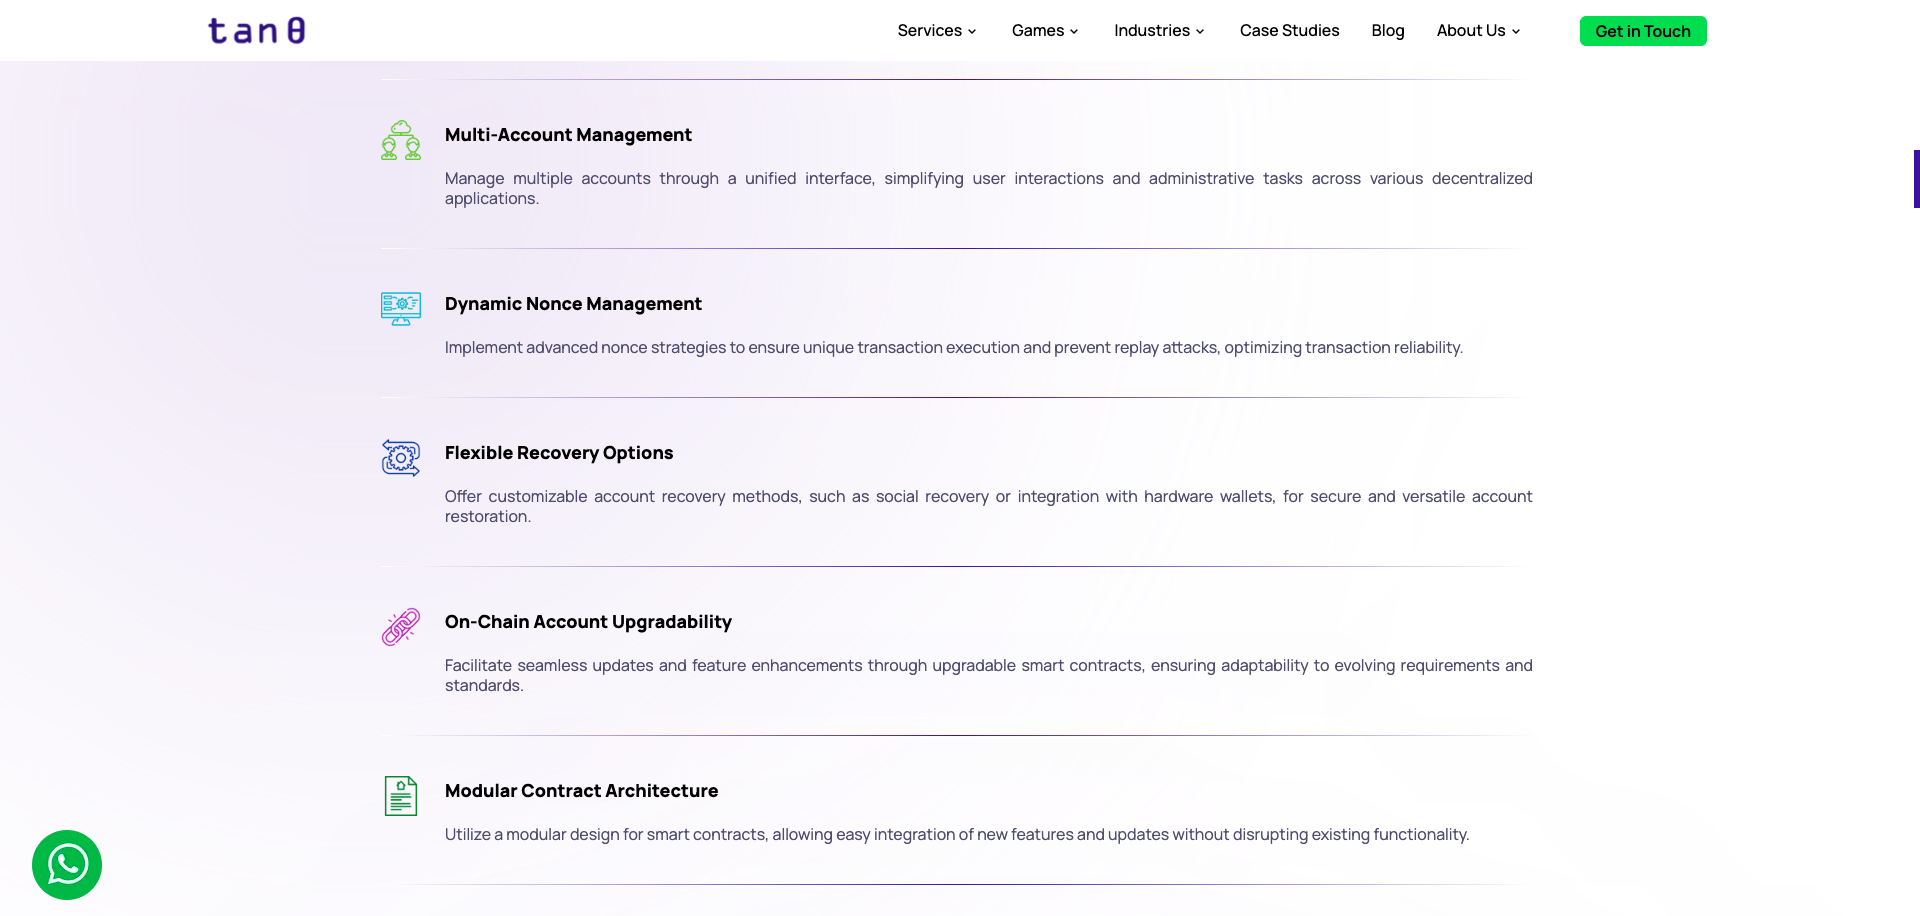 tan θ
Services
Games
Industries
Case Studies
Blog
About Us
Get in Touch
Multi-Account Management
Manage multiple accounts through a unified interface, simplifying user interactions and administrative tasks across various decentralized
applications.
Dynamic Nonce Management
Implement advanced nonce strategies to ensure unique transaction execution and prevent replay attacks, optimizing transaction reliability.
Flexible Recovery Options
Offer customizable account recovery methods, such as social recovery or integration with hardware wallets, for secure and versatile account
restoration.
On-Chain Account Upgradability
Facilitate seamless updates and feature enhancements through upgradable smart contracts, ensuring adaptability to evolving requirements and
standards.
Modular Contract Architecture
Utilize a modular design for smart contracts, allowing easy integration of new features and updates without disrupting existing functionality.